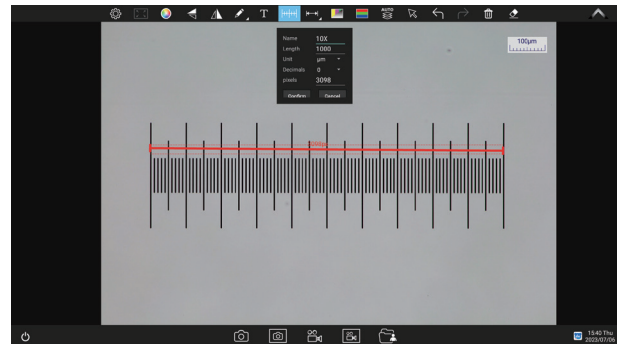 T
AUTO
Name 10X
Length 1000
Unit µm
Decimals 0
pixels 3098
Confirm Cancel
100µm
15:40 Thu
2023/07/06